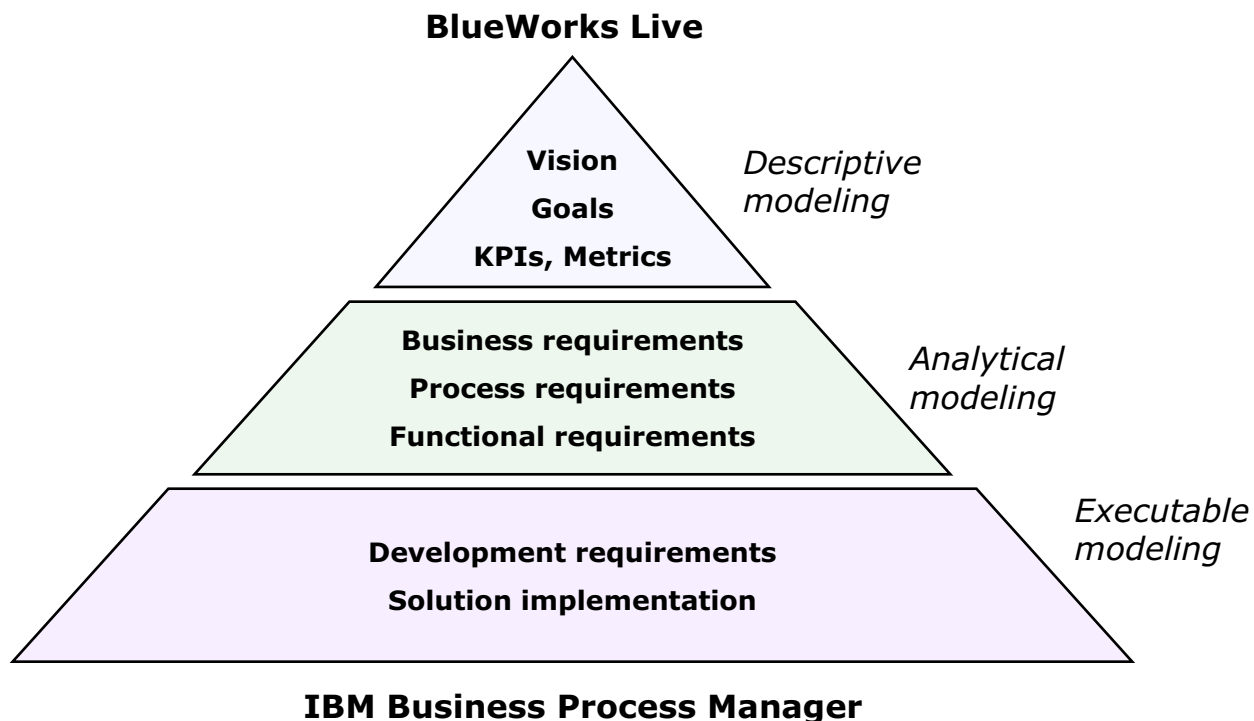 BlueWorks Live
Vision
Goals
KPIs, Metrics
Descriptive
modeling
Business requirements
Process requirements
Functional requirements
Analytical
modeling
Development requirements
Solution implementation
Executable
modeling
IBM Business Process Manager